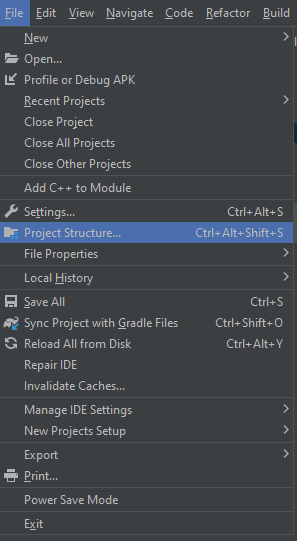 File Edit View Navigate Code Refactor Build
New
Open...
Profile or Debug APK
Recent Projects
Close Project
Close All Projects
Close Other Projects
Add C++ to Module
Settings... Ctrl+Alt+S
Project Structure... Ctrl+Alt+Shift+S
File Properties
Local History
Save All Ctrl+S
Sync Project with Gradle Files Ctrl+Shift+O
Reload All from Disk Ctrl+Alt+Y
Repair IDE
Invalidate Caches...
Manage IDE Settings
New Projects Setup
Export
Print...
Power Save Mode
Exit